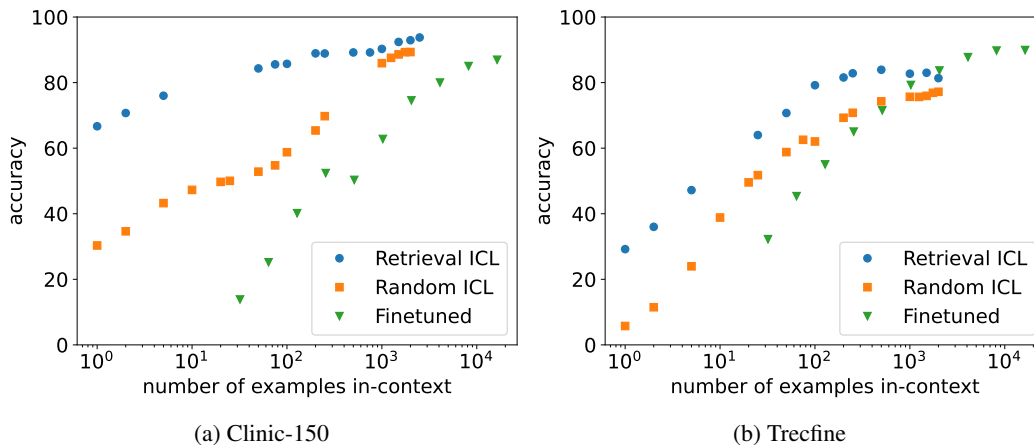 100
80
60
40
20
0
accuracy
Retrieval ICL
Random ICL
Finetuned
10^0 10^1 10^2 10^3 10^4
number of examples in-context
(a) Clinic-150
100
80
60
40
20
0
accuracy
Retrieval ICL
Random ICL
Finetuned
10^0 10^1 10^2 10^3 10^4
number of examples in-context
(b) Trecfine